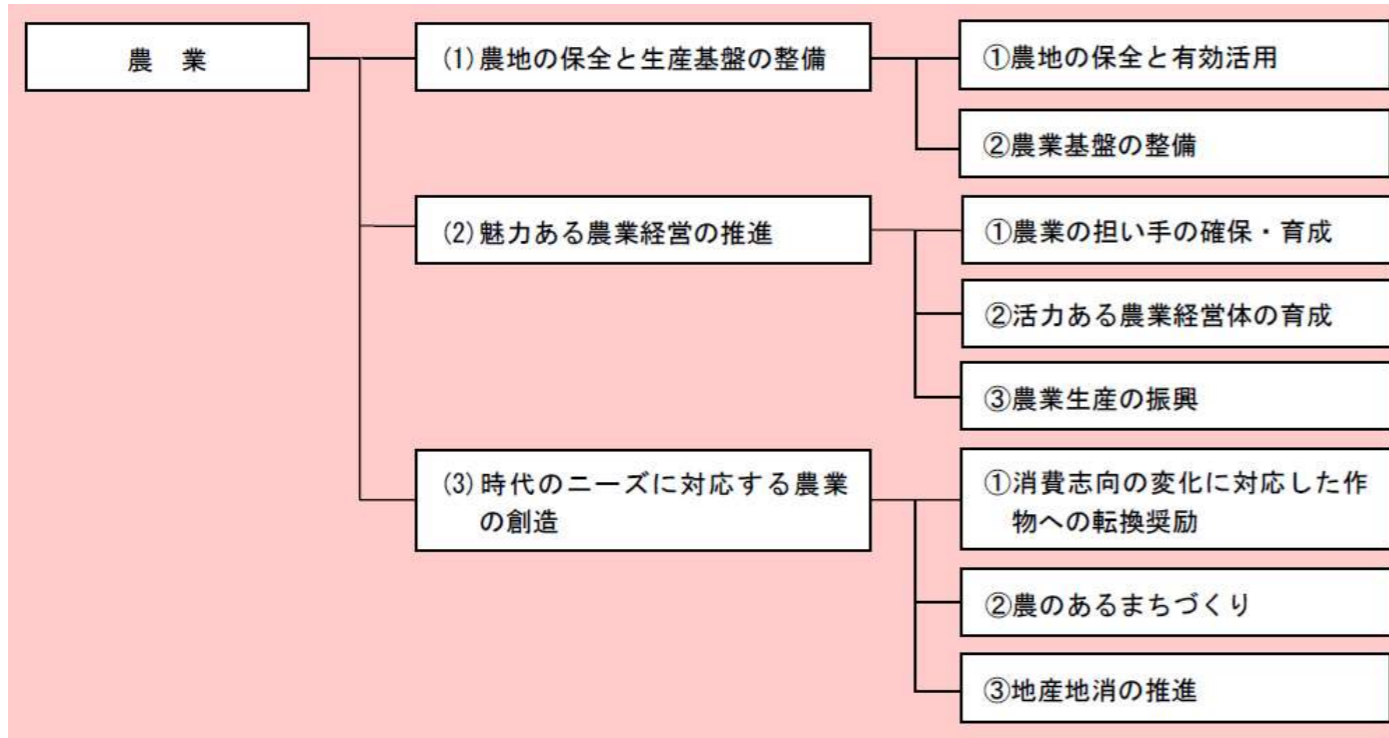 農 業
(1)農地の保全と生産基盤の整備
①農地の保全と有効活用
②農業基盤の整備
(2)魅力ある農業経営の推進
①農業の担い手の確保・育成
②活力ある農業経営体の育成
③農業生産の振興
(3)時代のニーズに対応する農業
の創造
①消費志向の変化に対応した作
物への転換奨励
②農のあるまちづくり
③地産地消の推進